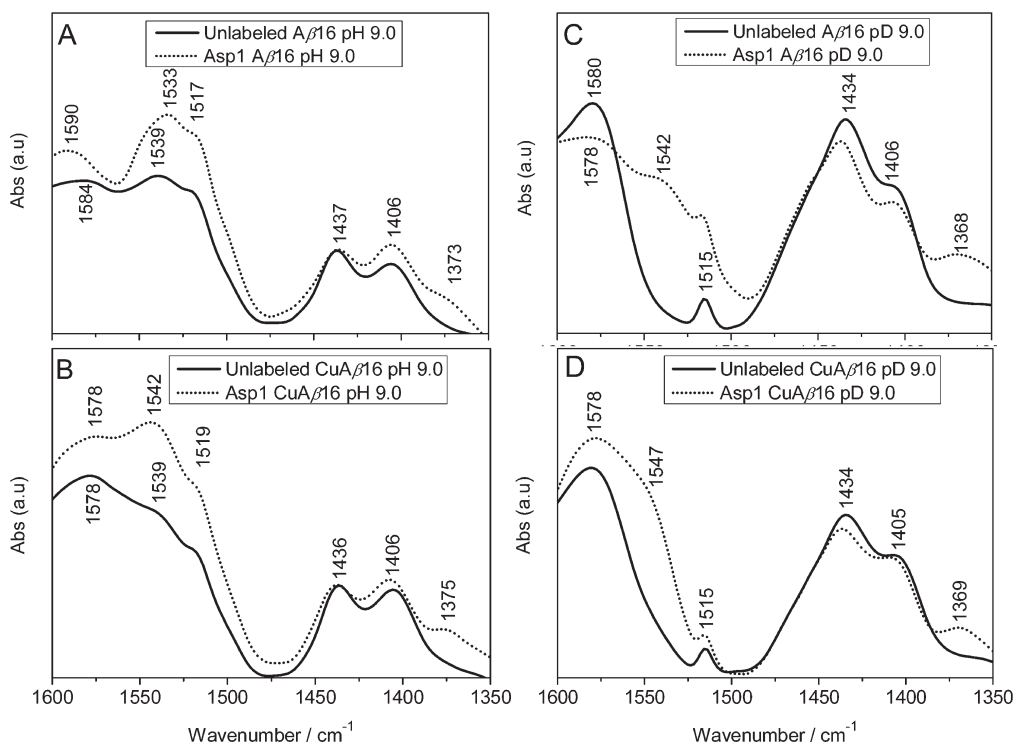 A
Unlabeled Aβ16 pH 9.0
Asp1 Aβ16 pH 9.0
1590
1584
1533
1539
1517
1437
1406
1373
Abs (a.u)
C
Unlabeled Aβ16 pD 9.0
Asp1 Aβ16 pD 9.0
1580
1578
1542
1515
1434
1406
1368
Abs (a.u)
B
Unlabeled CuAβ16 pH 9.0
Asp1 CuAβ16 pH 9.0
1578
1578
1542
1539
1519
1436
1406
1375
Abs (a.u)
1600 1550 1500 1450 1400 1350
Wavenumber / cm-1
D
Unlabeled CuAβ16 pD 9.0
Asp1 CuAβ16 pD 9.0
1578
1547
1515
1434
1405
1369
Abs (a.u)
1600 1550 1500 1450 1400 1350
Wavenumber / cm-1